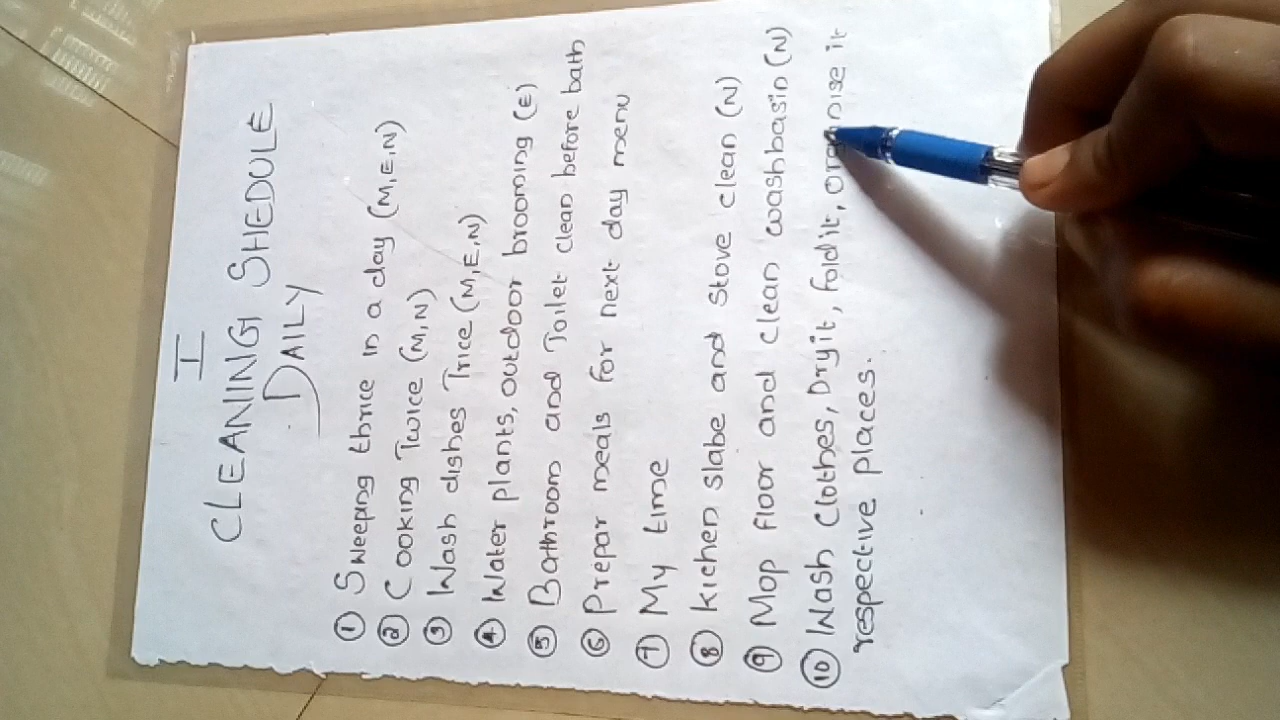 I
CLEANING SHEDULE
DAILY
① Sweeping thrice in a day (M,E,N)
② Cooking Twice (M,N)
③ Wash dishes Trice (M,E,N)
④ Water plants, outdoor brooming (E)
⑤ Bathroom and Toilet clean before bath
⑥ Prepar meals for next day menu
⑦ My time
⑧ kichen slabe and stove clean (N)
⑨ Mop floor and clean washbasin (N)
⑩ Wash Clothes, Dry it, fold it, it
respective places.